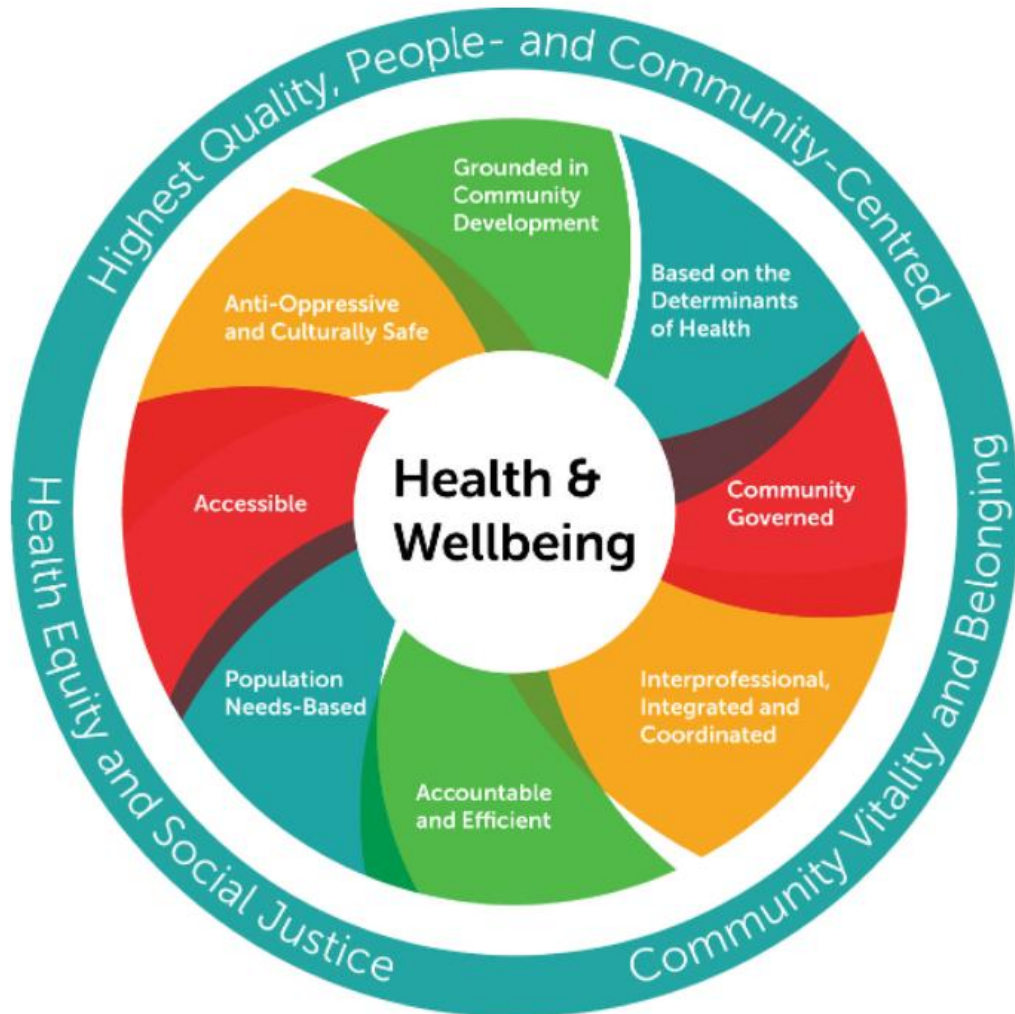 Highest Quality, People- and Community-Centred
Grounded in
Community
Development
Based on the
Determinants
of Health
Anti-Oppressive
and Culturally Safe
Health &
Wellbeing
Accessible
Community
Governed
Population
Needs-Based
Interprofessional,
Integrated and
Coordinated
Accountable
and Efficient
Health Equity and Social Justice
Community Vitality and Belonging